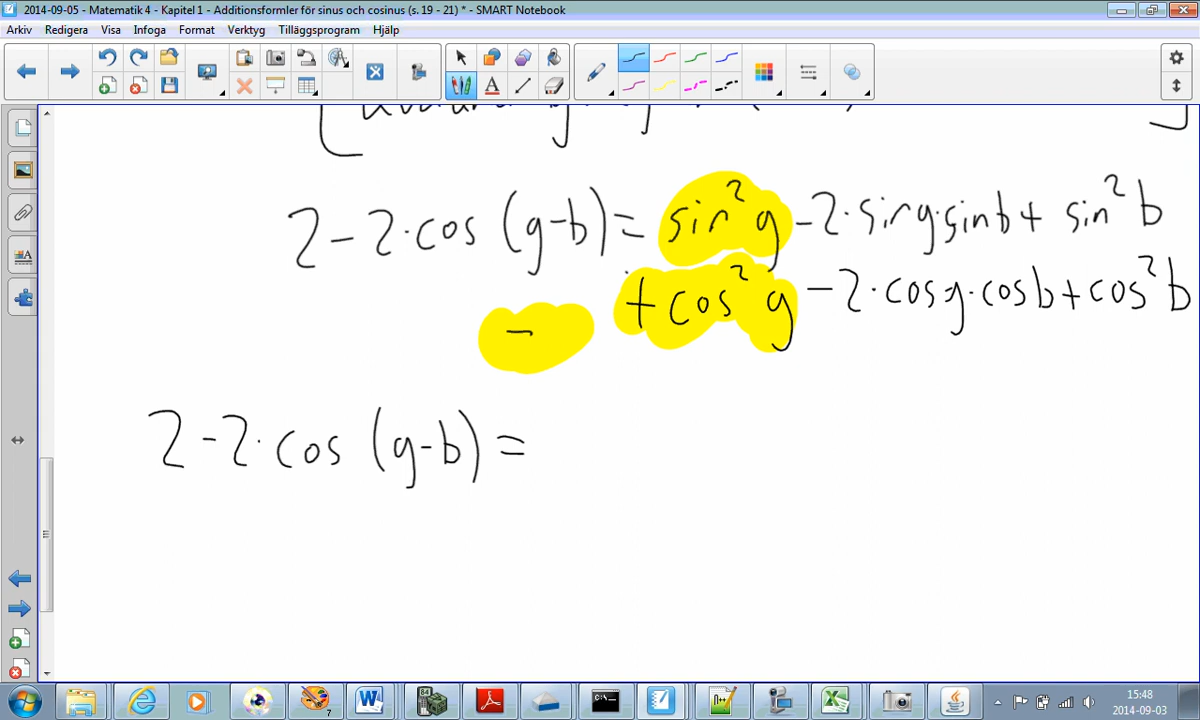 2014-09-05 - Matematik 4 - Kapitel 1 - Additionsformler för sinus och cosinus (s. 19 - 21) * - SMART Notebook
Arkiv Redigera Visa Infoga Format Verktyg Tilläggsprogram Hjälp
2 - 2·cos (g-b) = sin² g - 2·sin g·sin b + sin² b
+ cos² g - 2·cos g·cos b + cos² b
-
2 - 2·cos (g-b) =
15:48
2014-09-03